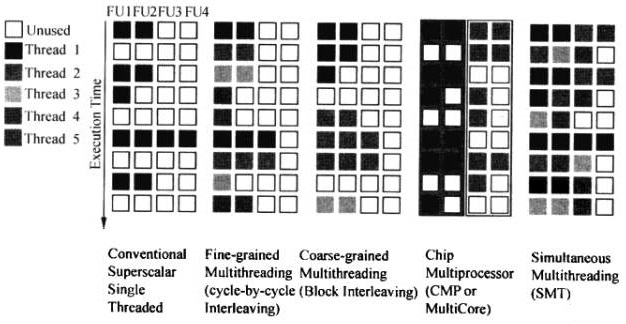 FU1 FU2 FU3 FU4
Unused
Thread 1
Thread 2
Thread 3
Thread 4
Thread 5
Execution Time
Conventional
Superscalar
Single
Threaded
Fine-grained
Multithreading
(cycle-by-cycle
Interleaving)
Coarse-grained
Multithreading
(Block Interleaving)
Chip
Multiprocessor
(CMP or
MultiCore)
Simultaneous
Multithreading
(SMT)